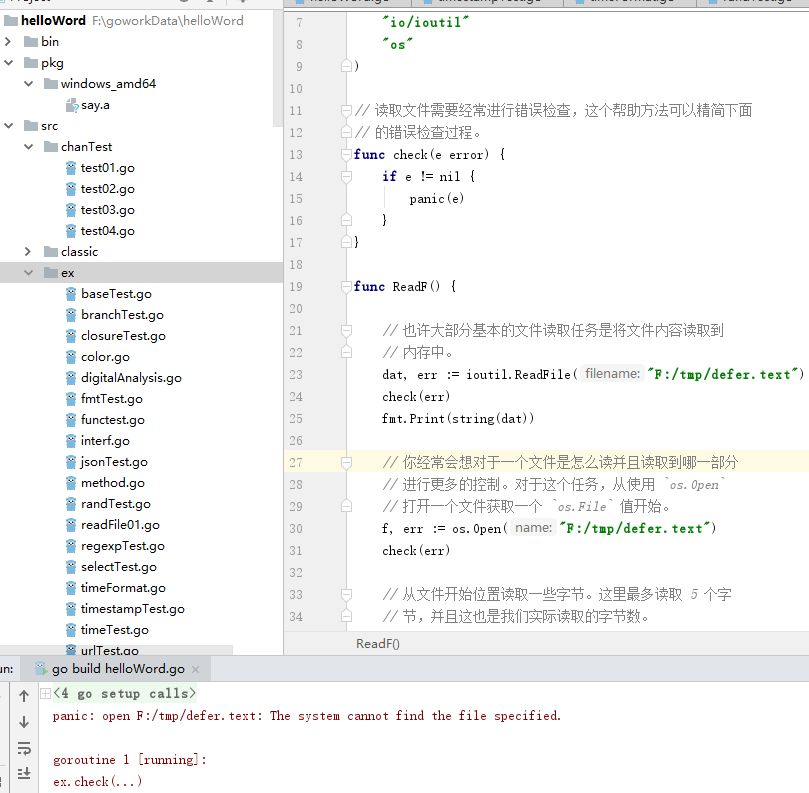 helloWord F:\goworkData\helloWord
bin
pkg
windows_amd64
say.a
src
chanTest
test01.go
test02.go
test03.go
test04.go
classic
ex
baseTest.go
branchTest.go
closureTest.go
color.go
digitalAnalysis.go
fmtTest.go
functest.go
interf.go
jsonTest.go
method.go
randTest.go
readFile01.go
regexpTest.go
selectTest.go
timeFormat.go
timestampTest.go
timeTest.go
urlTest.go
7 "io/ioutil"
8 "os"
9 )
10
11 // 读取文件需要经常进行错误检查，这个帮助方法可以精简下面
12 // 的错误检查过程。
13 func check(e error) {
14 if e != nil {
15 panic(e)
16 }
17 }
18
19 func ReadF() {
20
21 // 也许大部分基本的文件读取任务是将文件内容读取到
22 // 内存中。
23 dat, err := ioutil.ReadFile( filename: "F:/tmp/defer.text")
24 check(err)
25 fmt.Print(string(dat))
26
27 // 你经常会想对于一个文件是怎么读并且读取到哪一部分
28 // 进行更多的控制。对于这个任务，从使用 `os.Open`
29 // 打开一个文件获取一个 `os.File` 值开始。
30 f, err := os.Open( name: "F:/tmp/defer.text")
31 check(err)
32
33 // 从文件开始位置读取一些字节。这里最多读取 5 个字
34 // 节，并且这也是我们实际读取的字节数。
ReadF()
go build helloWord.go
<4 go setup calls>
panic: open F:/tmp/defer.text: The system cannot find the file specified.
goroutine 1 [running]:
ex.check(...)